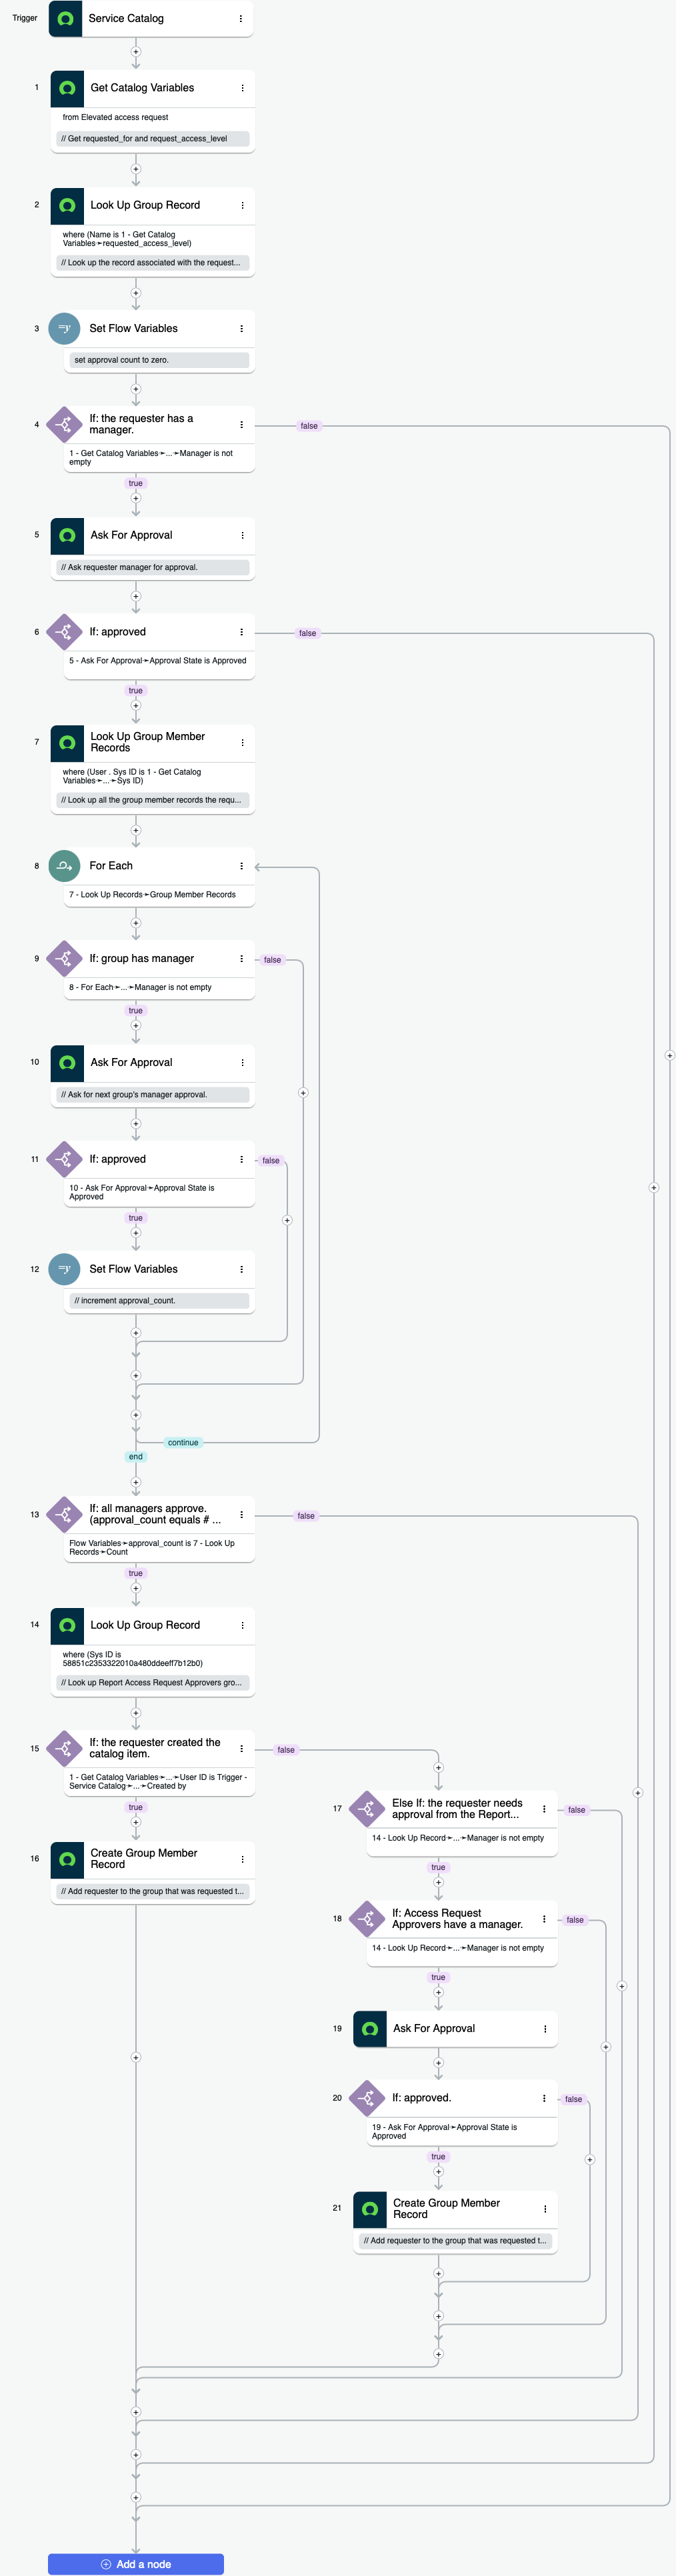 Trigger
Service Catalog
1
Get Catalog Variables
from Elevated access request
// Get requested_for and request_access_level
2
Look Up Group Record
where (Name is 1 - Get Catalog
Variables➛requested_access_level)
// Look up the record associated with the request...
3
Set Flow Variables
set approval count to zero.
4
If: the requester has a
manager.
false
1 - Get Catalog Variables➛...➛Manager is not
empty
true
5
Ask For Approval
// Ask requester manager for approval.
6
If: approved
false
5 - Ask For Approval➛Approval State is Approved
true
7
Look Up Group Member
Records
where (User . Sys ID is 1 - Get Catalog
Variables➛...➛Sys ID)
// Look up all the group member records the requ...
8
For Each
7 - Look Up Records➛Group Member Records
9
If: group has manager
false
8 - For Each➛...➛Manager is not empty
true
10
Ask For Approval
// Ask for next group's manager approval.
11
If: approved
false
10 - Ask For Approval➛Approval State is
Approved
true
12
Set Flow Variables
// increment approval_count.
continue
end
13
If: all managers approve.
(approval_count equals # ...
false
Flow Variables➛approval_count is 7 - Look Up
Records➛Count
true
14
Look Up Group Record
where (Sys ID is
58851c2353322010a480ddeeff7b12b0)
// Look up Report Access Request Approvers gro...
15
If: the requester created the
catalog item.
false
1 - Get Catalog Variables➛...➛User ID is Trigger -
Service Catalog➛...➛Created by
true
16
Create Group Member
Record
// Add requester to the group that was requested t...
17
Else If: the requester needs
approval from the Report...
false
14 - Look Up Record➛...➛Manager is not empty
true
18
If: Access Request
Approvers have a manager.
false
14 - Look Up Record➛...➛Manager is not empty
true
19
Ask For Approval
20
If: approved.
false
19 - Ask For Approval➛Approval State is
Approved
true
21
Create Group Member
Record
// Add requester to the group that was requested t...
Add a node